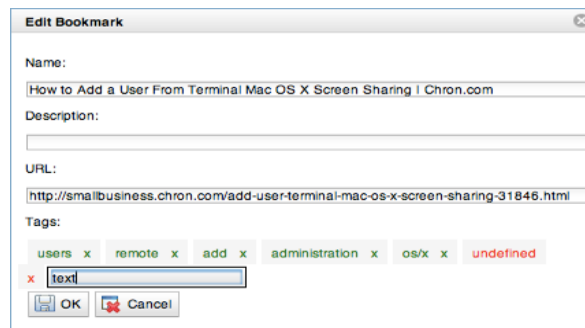 Edit Bookmark
Name:
How to Add a User From Terminal Mac OS X Screen Sharing | Chron.com
Description:
URL:
http://smallbusiness.chron.com/add-user-terminal-mac-os-x-screen-sharing-31846.html
Tags:
users x remote x add x administration x os/x x undefined
x text
OK Cancel